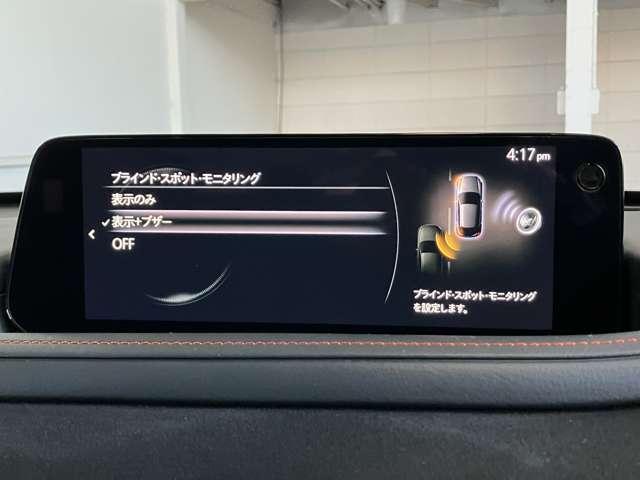 4:17pm
ブラインド・スポット・モニタリング
表示のみ
表示+ブザー
OFF
ブラインド・スポット・モニタリング
を設定します。